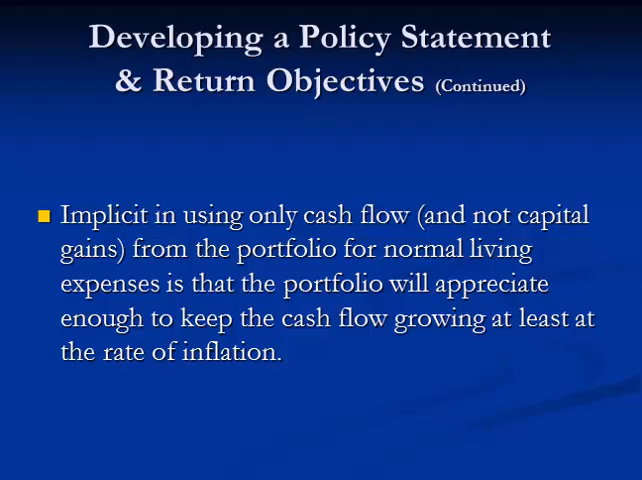 Developing a Policy Statement
& Return Objectives (Continued)
Implicit in using only cash flow (and not capital
gains) from the portfolio for normal living
expenses is that the portfolio will appreciate
enough to keep the cash flow growing at least at
the rate of inflation.